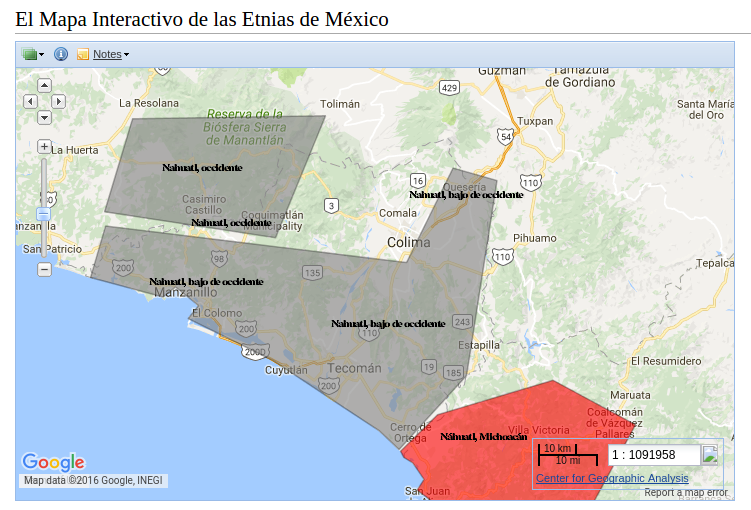 El Mapa Interactivo de las Etnias de México
Notes
Guzmán
Tamazula
de Gordiano
429
La Resolana
Tolimán
Santa María
del Oro
Reserva de la
Biósfera Sierra
de Manantlán
Tuxpan
54
La Huerta
Nahuatl, occidente
16
Quesería
110
Nahuatl, bajo de occidente
Casimiro
Castillo
3
Comala
Coquimatlán
Municipality
Nahuatl, occidente
80
San Patricio
Colima
Pihuamo
98
110
Tepalca
200
135
Nahuatl, bajo de occidente
Manzanillo
El Colomo
200
Nahuatl, bajo de occidente
110
243
2000
Estapilla
El Resumidero
Cuyutlán
Tecomán
19
185
200
Maruata
Coalcomán
de Vázquez
Pallares
Cerro de
Ortega
Villa Victoria
Náhuatl, Michoacán
10 km
10 mi
1 : 1091958
Google
Center for Geographic Analysis
Map data ©2016 Google, INEGI
San Juan
Report a map error